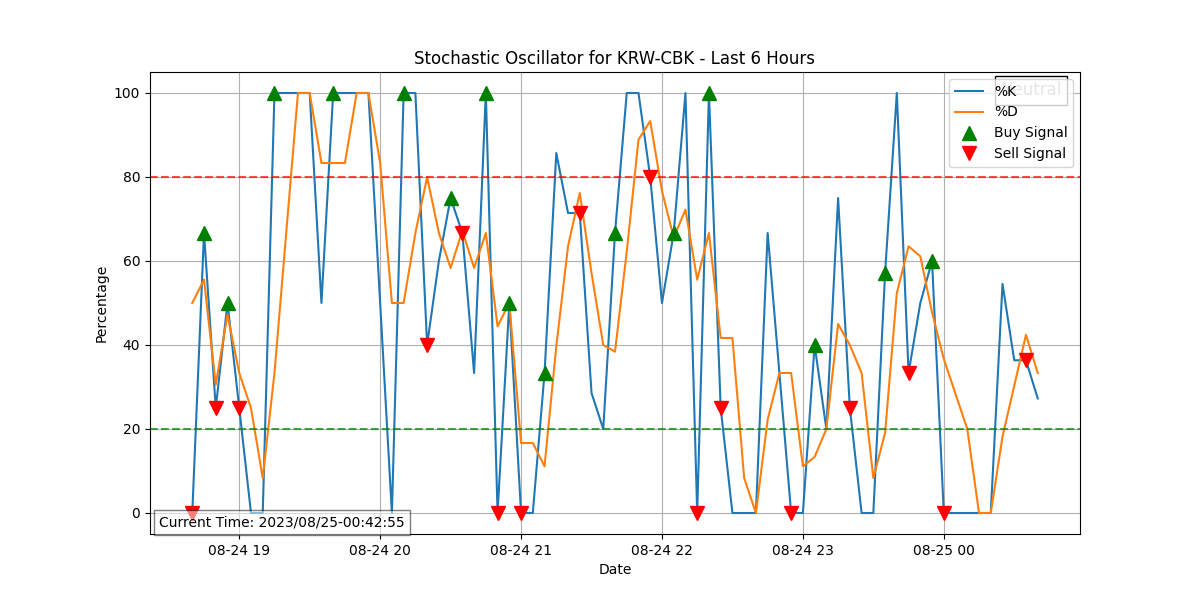 Stochastic Oscillator for KRW-CBK - Last 6 Hours
Neutral
%K
%D
Buy Signal
Sell Signal
100
80
60
40
20
0
Percentage
Current Time: 2023/08/25-00:42:55
08-24 19
08-24 20
08-24 21
08-24 22
08-24 23
08-25 00
Date